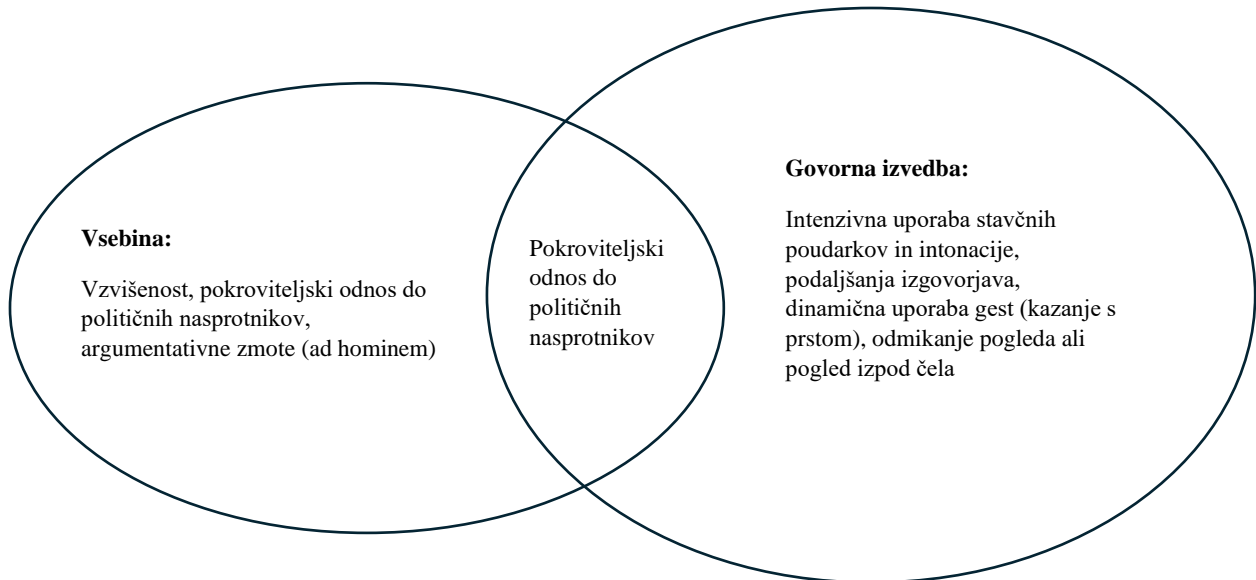 Vsebina:
Vzvišenost, pokroviteljski odnos do
političnih nasprotnikov,
argumentativne zmote (ad hominem)
Pokroviteljski
odnos do
političnih
nasprotnikov
Govorna izvedba:
Intenzivna uporaba stavčnih
poudarkov in intonacije,
podaljšanja izgovorjava,
dinamična uporaba gest (kazanje s
prstom), odmikanje pogleda ali
pogled izpod čela